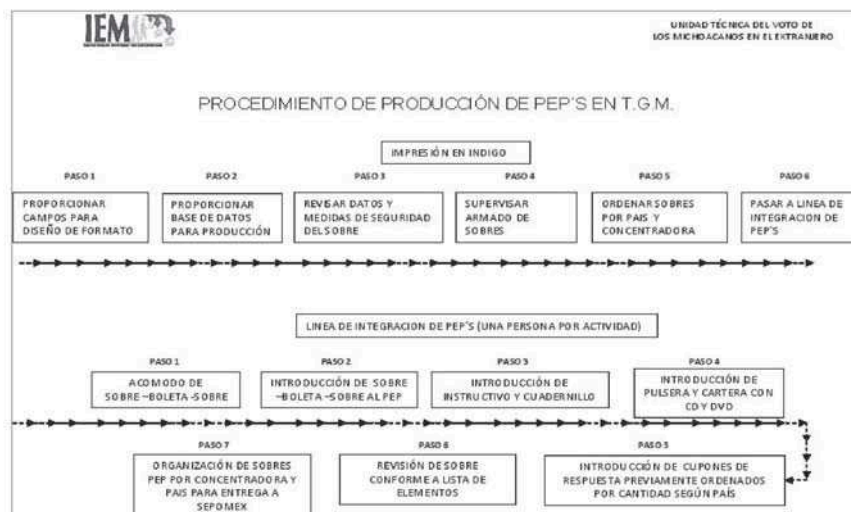 IEM
UNIDAD TÉCNICA DEL VOTO DE
LOS MICHOACANOS EN EL EXTRANJERO
PROCEDIMIENTO DE PRODUCCIÓN DE PEP´S EN T.G.M.
IMPRESIÓN EN INDIGO
PASO 1
PROPORCIONAR
CAMPOS PARA
DISEÑO DE FORMATO
PASO 2
PROPORCIONAR
BASE DE DATOS
PARA PRODUCCIÓN
PASO 3
REVISAR DATOS Y
MEDIDAS DE SEGURIDAD
DEL SOBRE
PASO 4
SUPERVISAR
ARMADO DE
SOBRES
PASO 5
ORDENAR SOBRES
POR PAIS Y
CONCENTRADORA
PASO 6
PASAR A LINEA DE
INTEGRACION DE
PEP´S
LINEA DE INTEGRACION DE PEP´S (UNA PERSONA POR ACTIVIDAD)
PASO 1
ACOMODO DE
SOBRE –BOLETA -SOBRE
PASO 2
INTRODUCCIÓN DE SOBRE
–BOLETA –SOBRE AL PEP
PASO 3
INTRODUCCIÓN DE
INSTRUCTIVO Y CUADERNILLO
PASO 4
INTRODUCCIÓN DE
PULSERA Y CARTERA CON
CD Y DVD
PASO 5
INTRODUCCIÓN DE CUPONES DE
RESPUESTA PREVIAMENTE ORDENADOS
POR CANTIDAD SEGÚN PAÍS
PASO 6
REVISIÓN DE SOBRE
CONFORME A LISTA DE
ELEMENTOS
PASO 7
ORGANIZACIÓN DE SOBRES
PEP POR CONCENTRADORA Y
PAIS PARA ENTREGA A
SEPOMEX